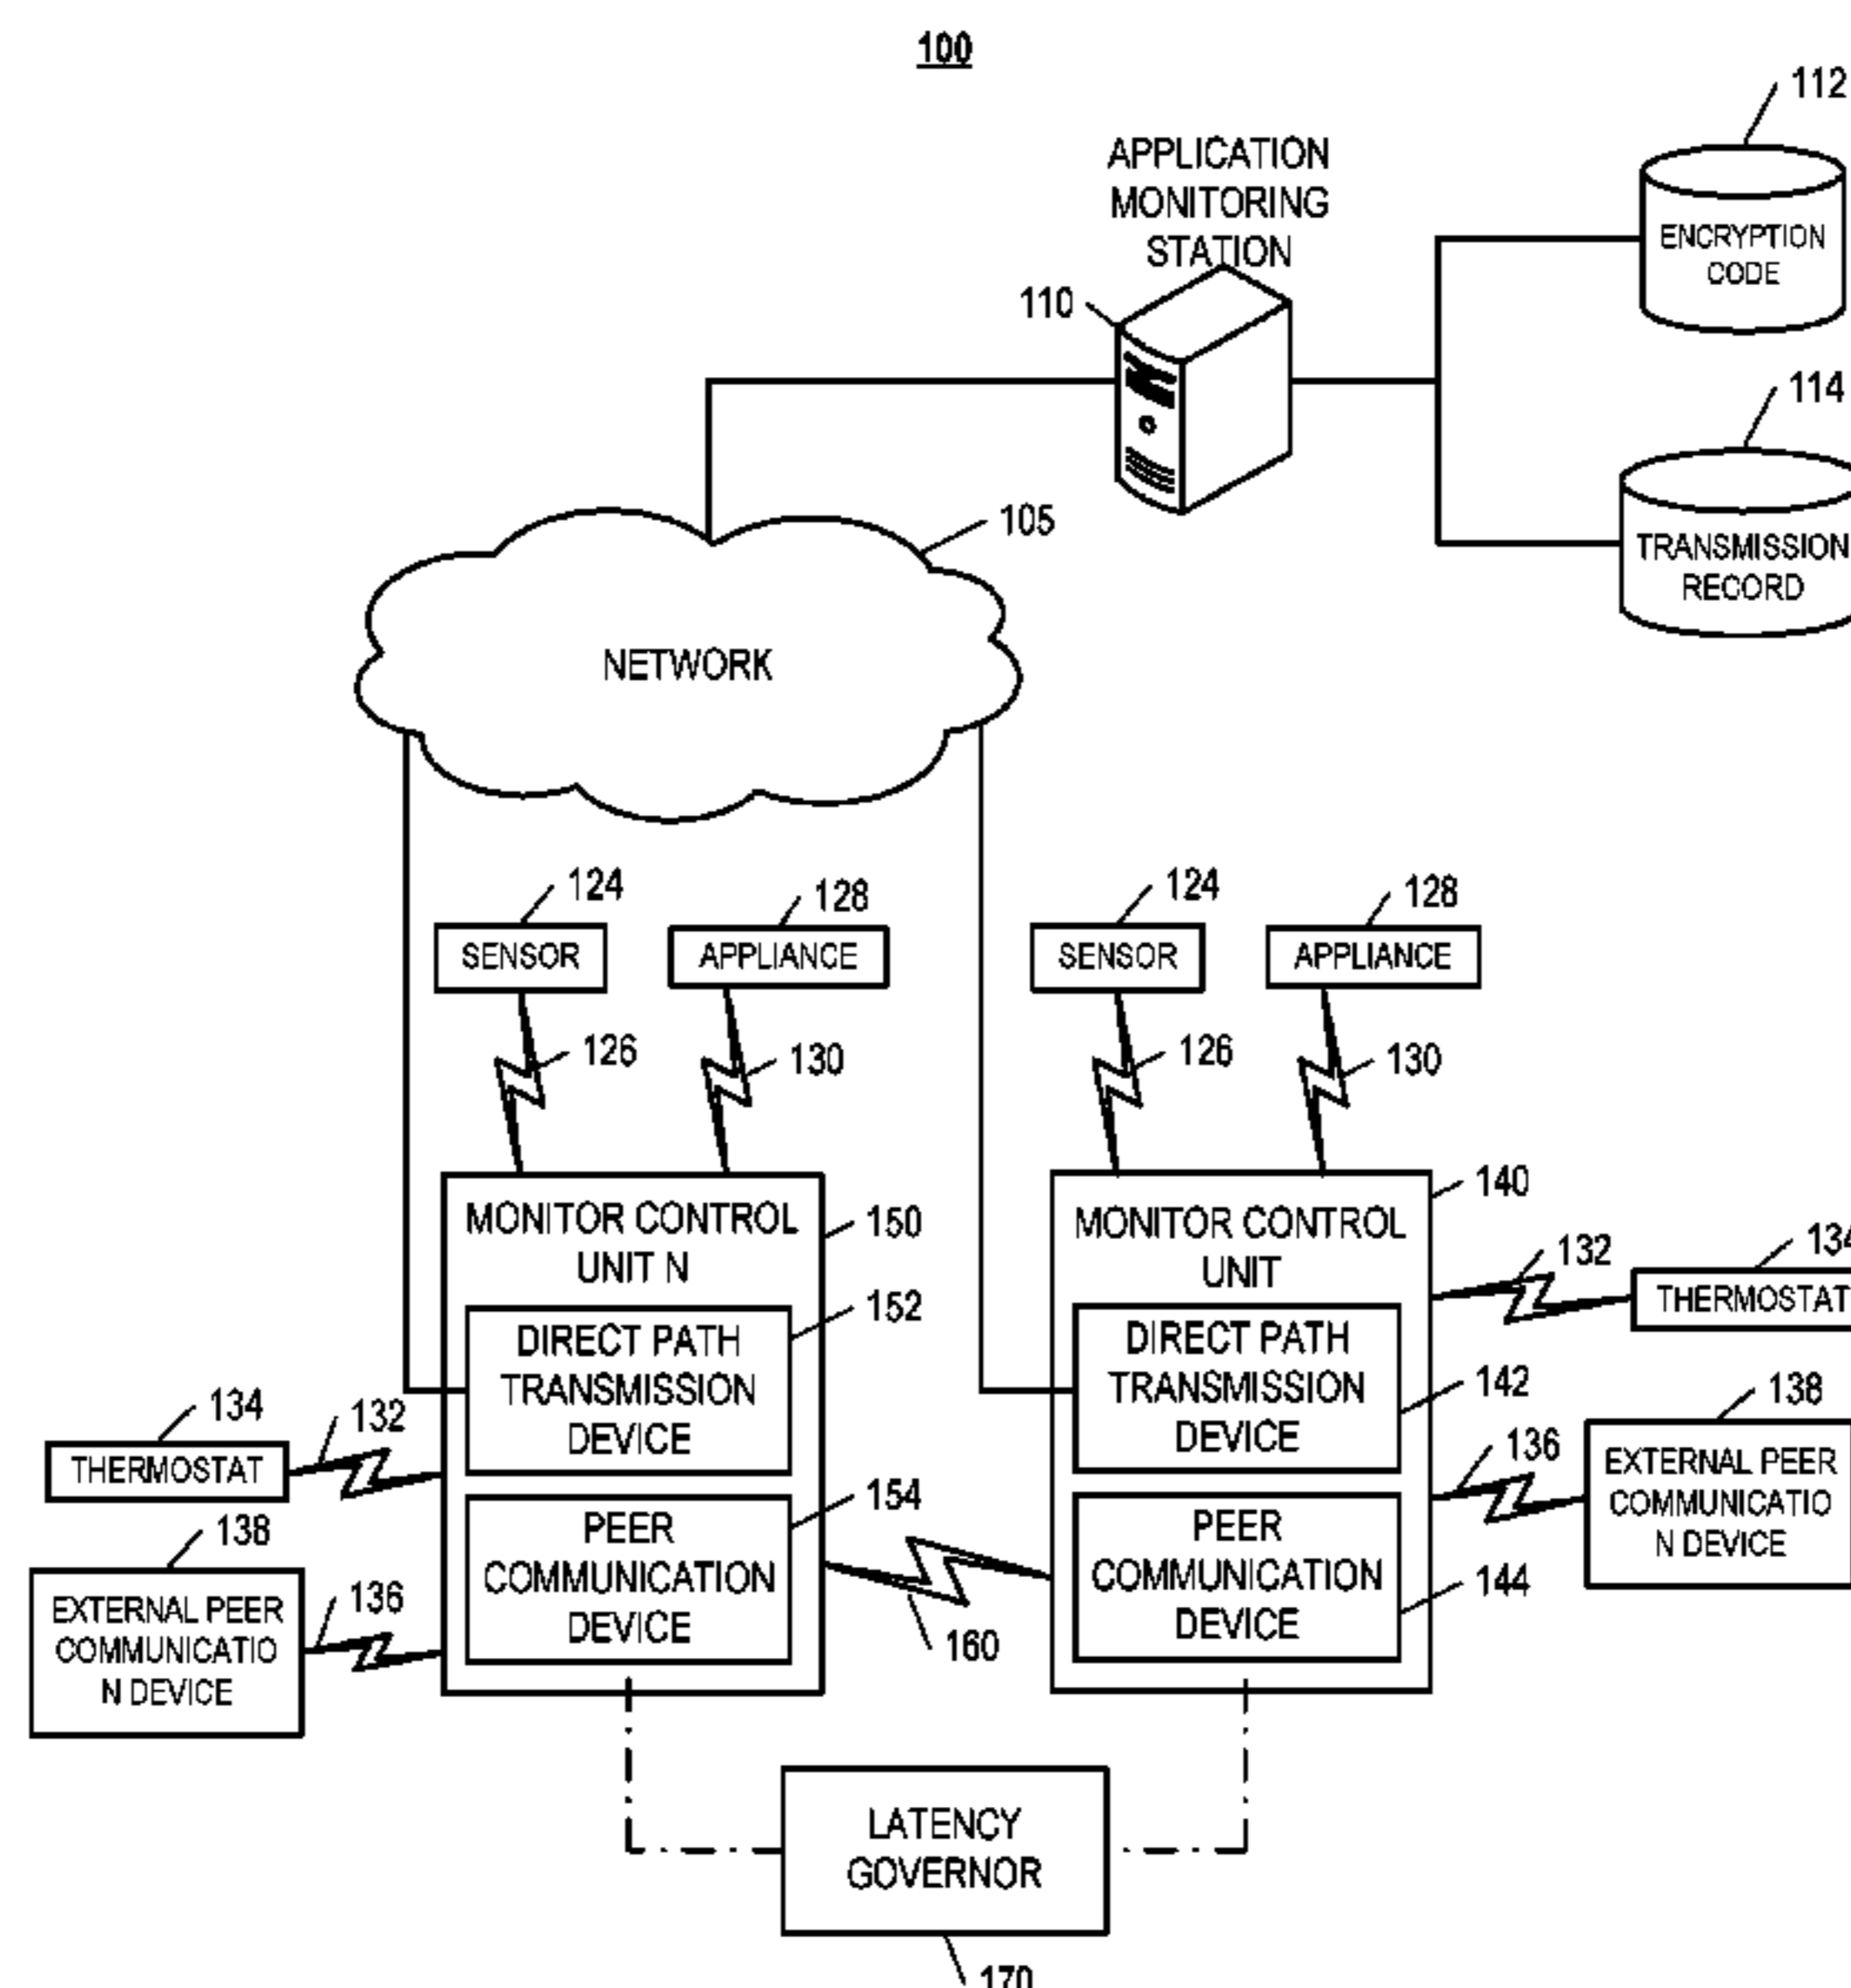 100
112
APPLICATION
MONITORING
STATION
ENCRYPTION
CODE
110
114
105
TRANSMISSION
RECORD
NETWORK
124
128
124
128
SENSOR
APPLIANCE
SENSOR
APPLIANCE
126
130
126
130
MONITOR CONTROL
UNIT N
150
MONITOR CONTROL
UNIT
140
132
134
THERMOSTAT
152
DIRECT PATH
TRANSMISSION
DEVICE
DIRECT PATH
TRANSMISSION
DEVICE
142
138
134
132
THERMOSTAT
136
EXTERNAL PEER
COMMUNICATIO
N DEVICE
154
PEER
COMMUNICATION
DEVICE
PEER
COMMUNICATION
DEVICE
144
138
136
EXTERNAL PEER
COMMUNICATIO
N DEVICE
160
LATENCY
GOVERNOR
170